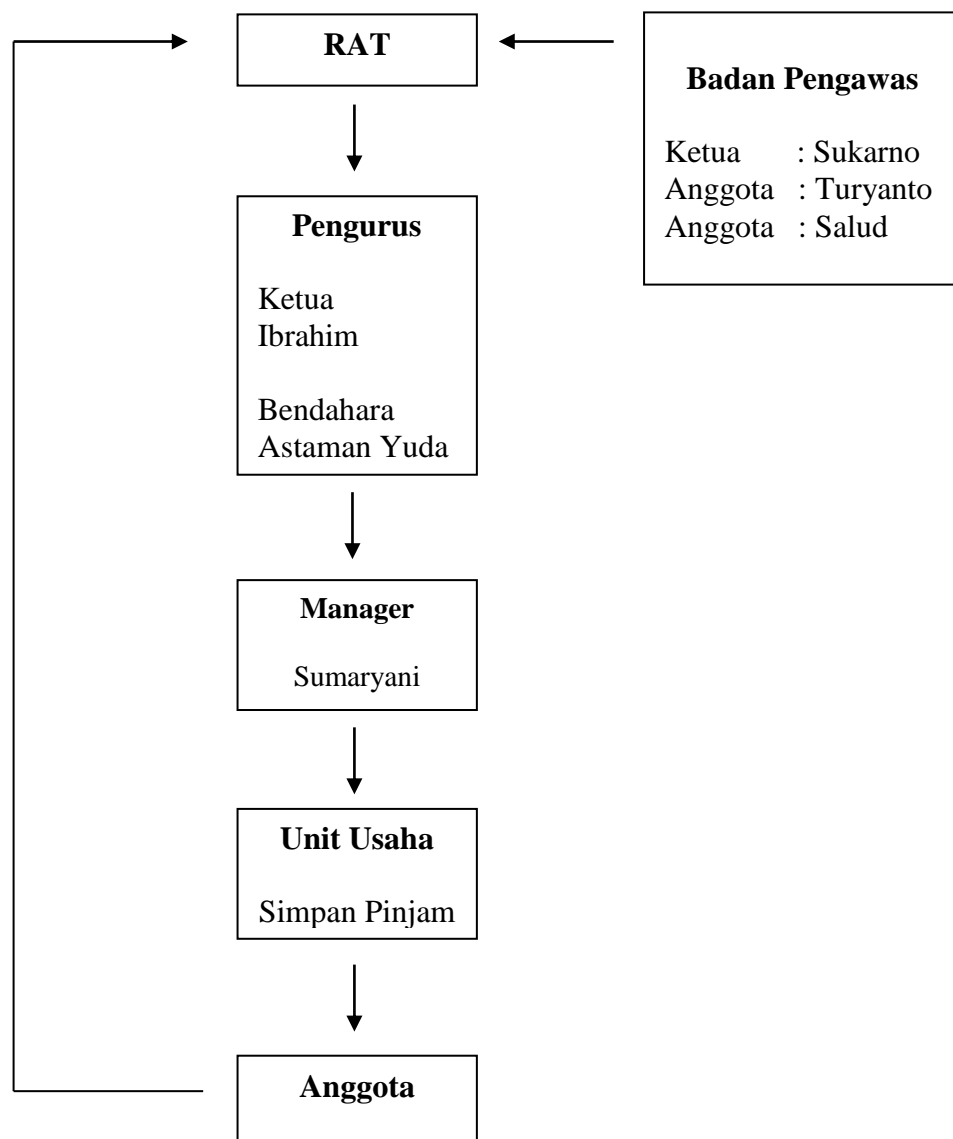 RAT
Badan Pengawas
Ketua : Sukarno
Anggota : Turyanto
Anggota : Salud
Pengurus
Ketua
Ibrahim
Bendahara
Astaman Yuda
Manager
Sumaryani
Unit Usaha
Simpan Pinjam
Anggota